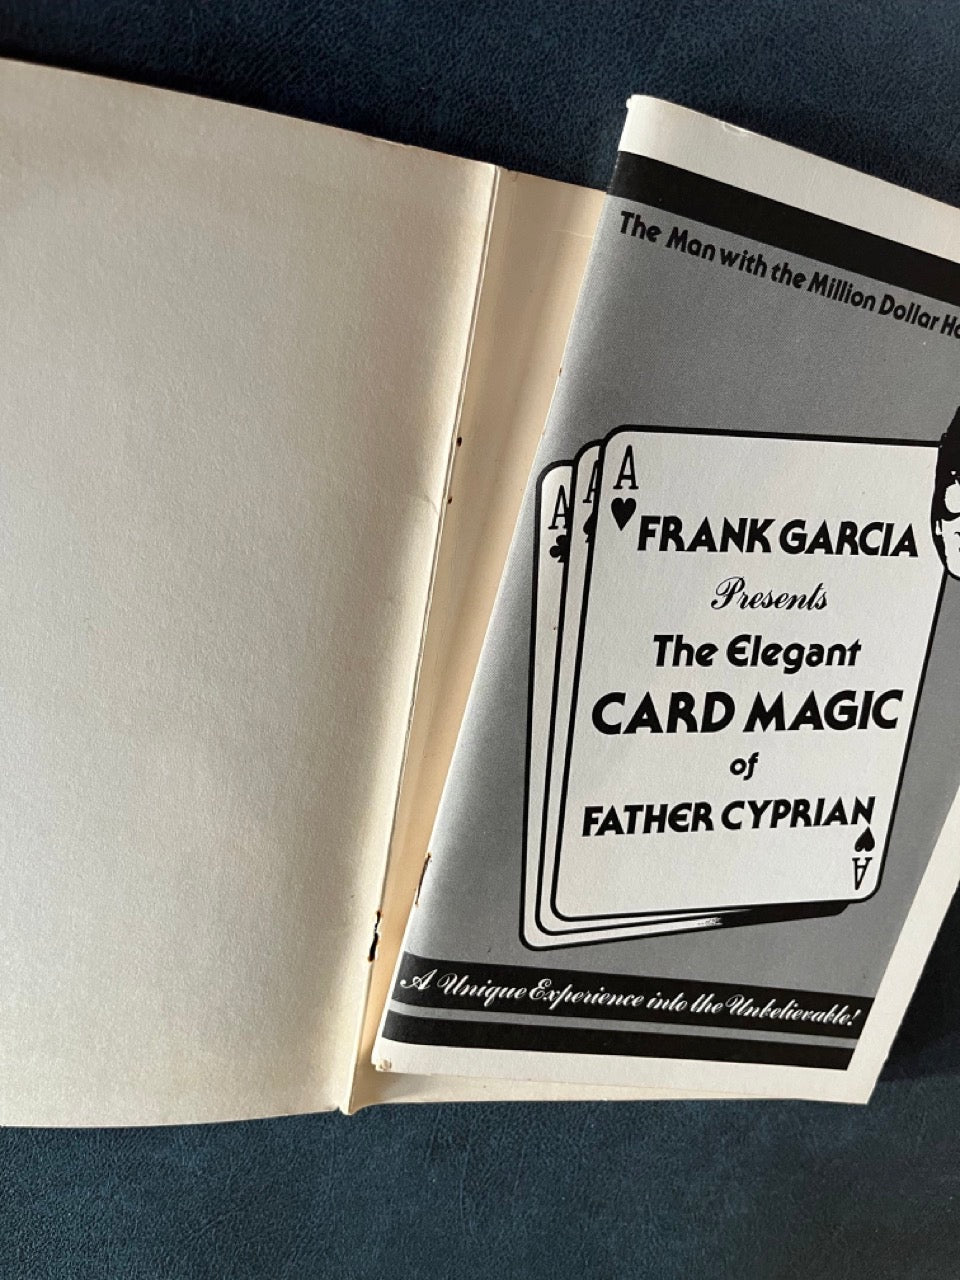 The Man with the Million Dollar
A
A
A
FRANK GARCIA
Presents
The Elegant
CARD MAGIC
of
FATHER CYPRIAN
A
A Unique Experience into the Unbelievable!